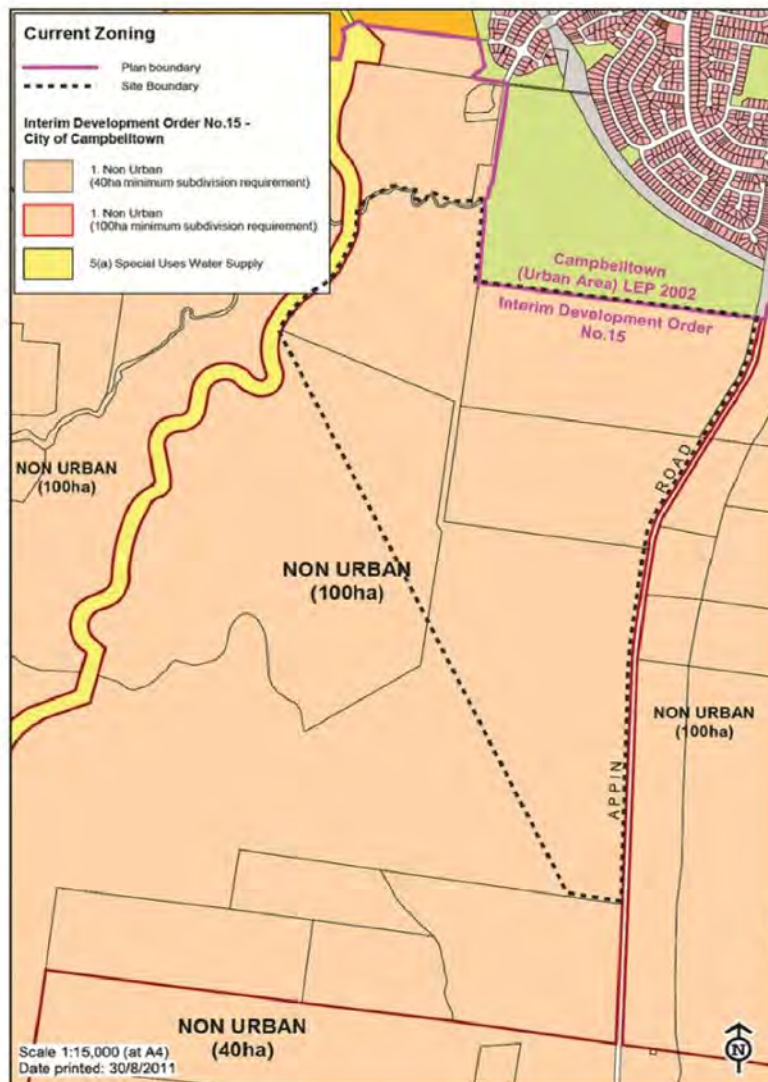 Current Zoning
Plan boundary
Site Boundary
Interim Development Order No.15 -
City of Campbelltown
1. Non Urban
(40ha minimum subdivision requirement)
1. Non Urban
(100ha minimum subdivision requirement)
5(a) Special Uses Water Supply
Campbelltown
(Urban Area) LEP 2002
Interim Development Order
No.15
ROAD
NON URBAN
(100ha)
NON URBAN
(100ha)
NON URBAN
(100ha)
APPIN
NON URBAN
(40ha)
Scale 1:15,000 (at A4)
Date printed: 30/8/2011
N